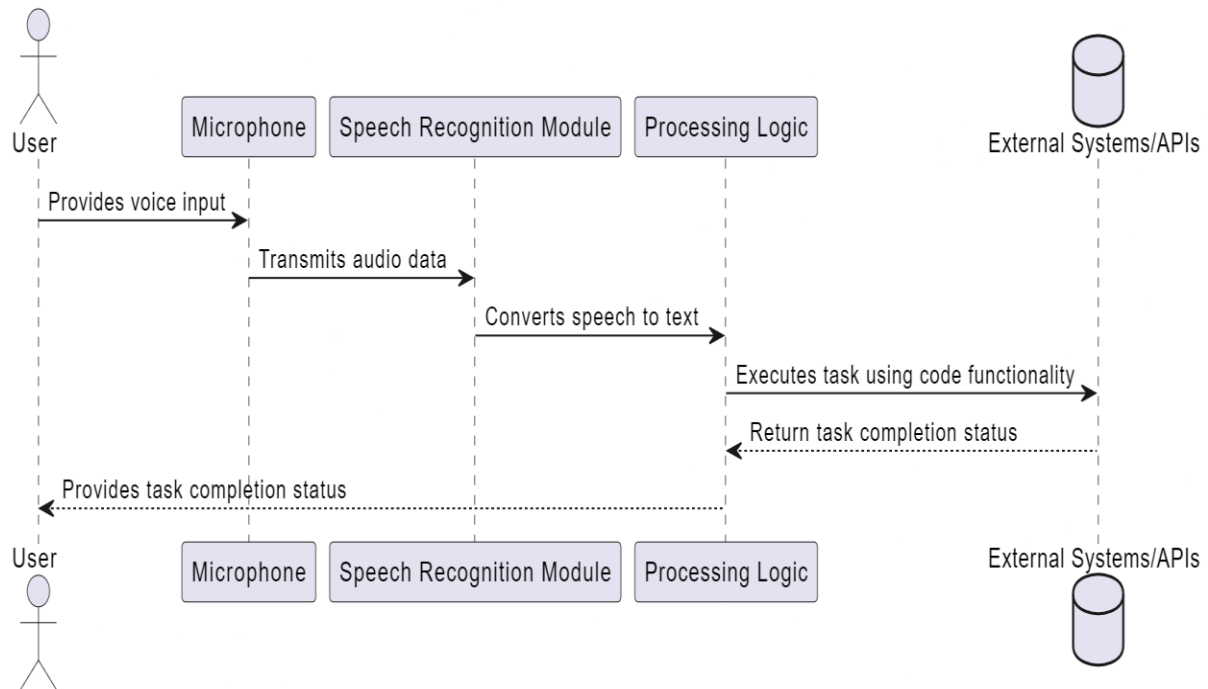 User
Microphone
Speech Recognition Module
Processing Logic
External Systems/APIs
Provides voice input
Transmits audio data
Converts speech to text
Executes task using code functionality
Return task completion status
Provides task completion status
User
Microphone
Speech Recognition Module
Processing Logic
External Systems/APIs